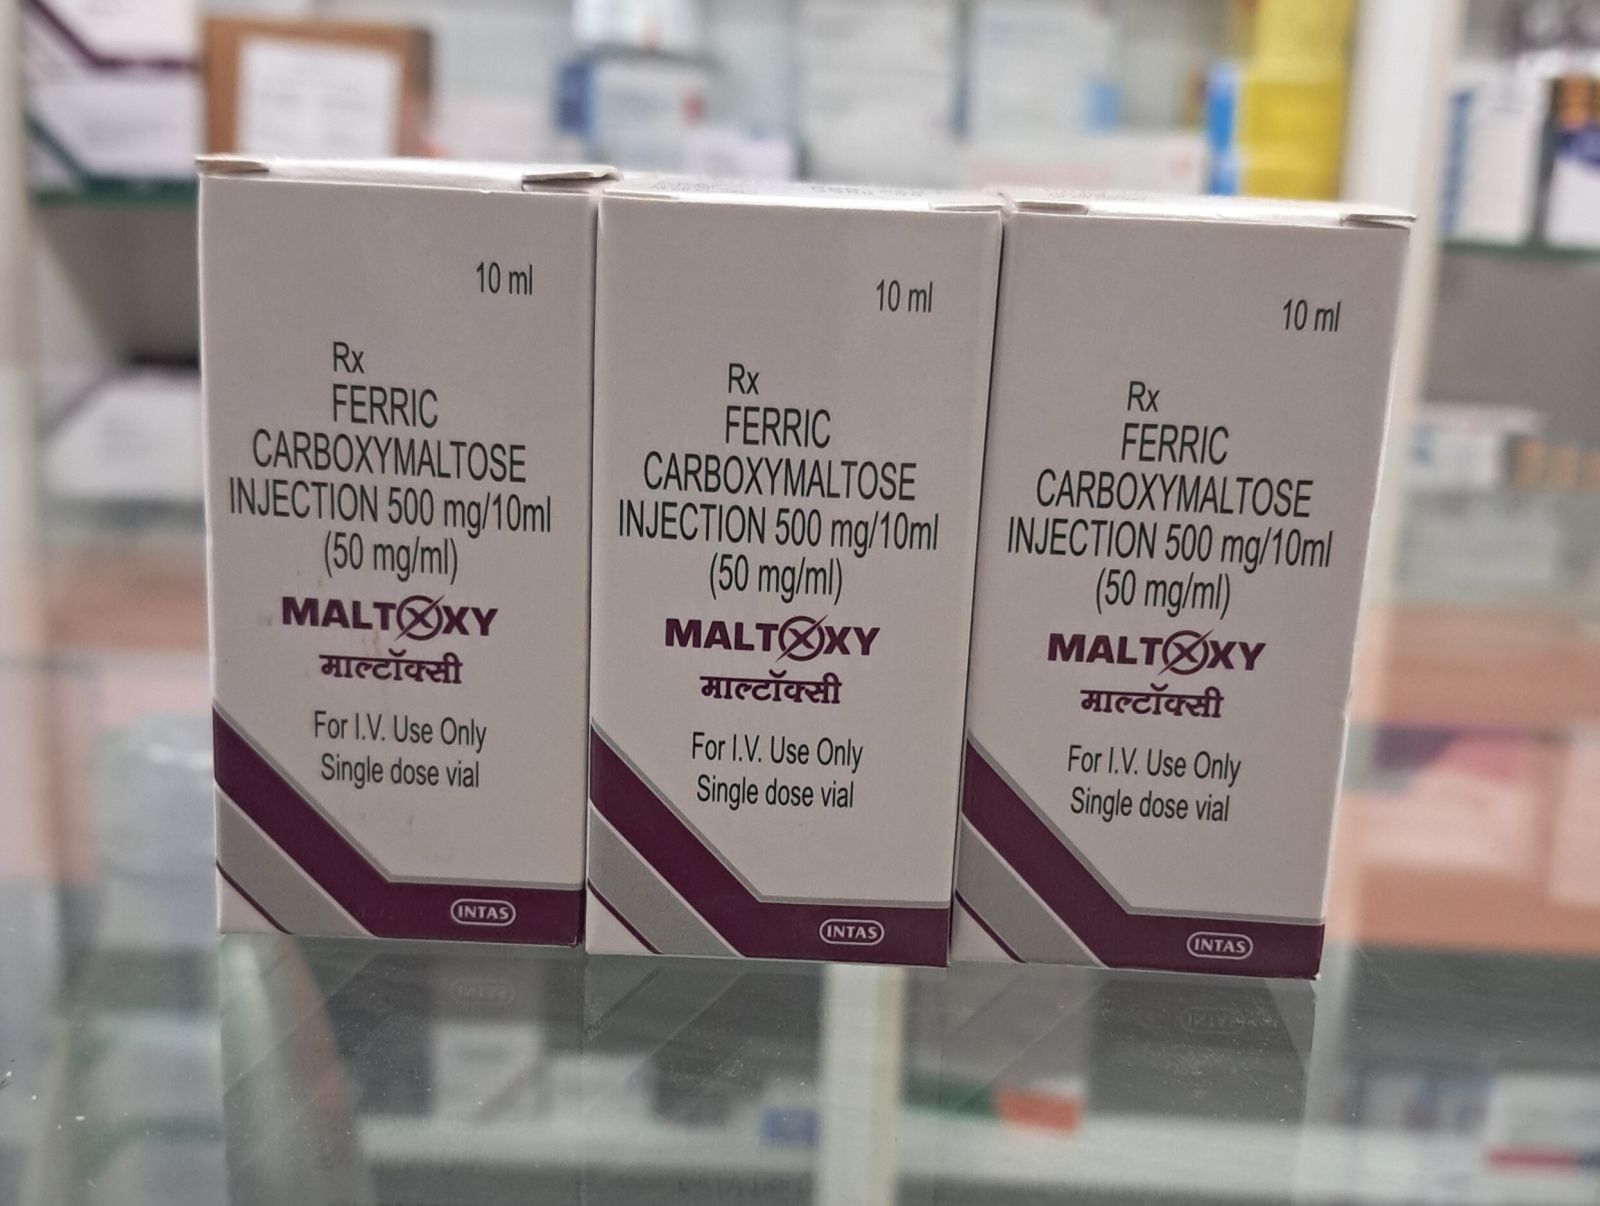 10 ml
Rx
FERRIC
CARBOXYMALTOSE
INJECTION 500 mg/10ml
(50 mg/ml)
MALTOXY
माल्टॉक्सी
For I.V. Use Only
Single dose vial
INTAS
10 ml
Rx
FERRIC
CARBOXYMALTOSE
INJECTION 500 mg/10ml
(50 mg/ml)
MALTOXY
माल्टॉक्सी
For I.V. Use Only
Single dose vial
INTAS
10 ml
Rx
FERRIC
CARBOXYMALTOSE
INJECTION 500 mg/10ml
(50 mg/ml)
MALTOXY
माल्टॉक्सी
For I.V. Use Only
Single dose vial
INTAS